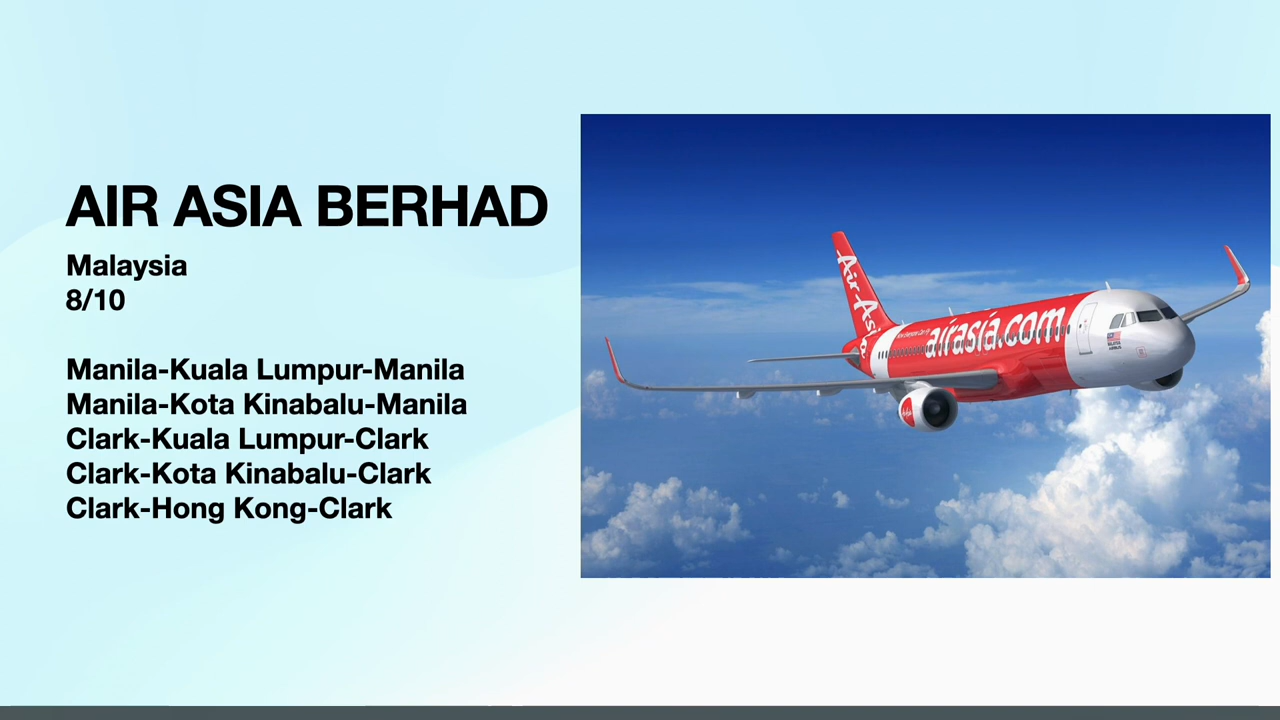 AIR ASIA BERHAD
Malaysia
8/10
Manila-Kuala Lumpur-Manila
Manila-Kota Kinabalu-Manila
Clark-Kuala Lumpur-Clark
Clark-Kota Kinabalu-Clark
Clark-Hong Kong-Clark
Air Asia
airasia.com